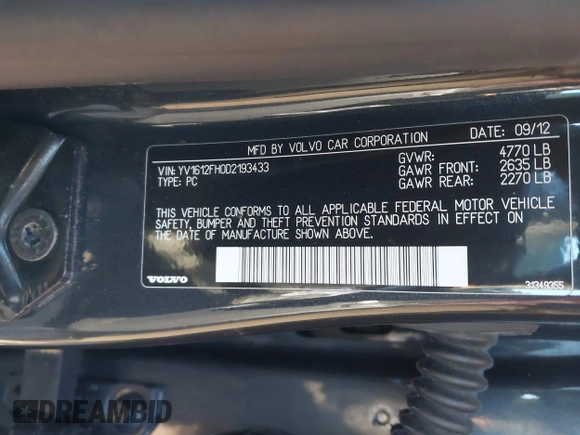 MFD BY VOLVO CAR CORPORATION DATE: 09/12
VIN: YV1612FH0D2193433 GVWR: 4770 LB
TYPE: PC GAWR FRONT: 2635 LB
GAWR REAR: 2270 LB
THIS VEHICLE CONFORMS TO ALL APPLICABLE FEDERAL MOTOR VEHICLE
SAFETY, BUMPER AND THEFT PREVENTION STANDARDS IN EFFECT ON
THE DATE OF MANUFACTURE SHOWN ABOVE.
VOLVO 31349355
DREAMBID